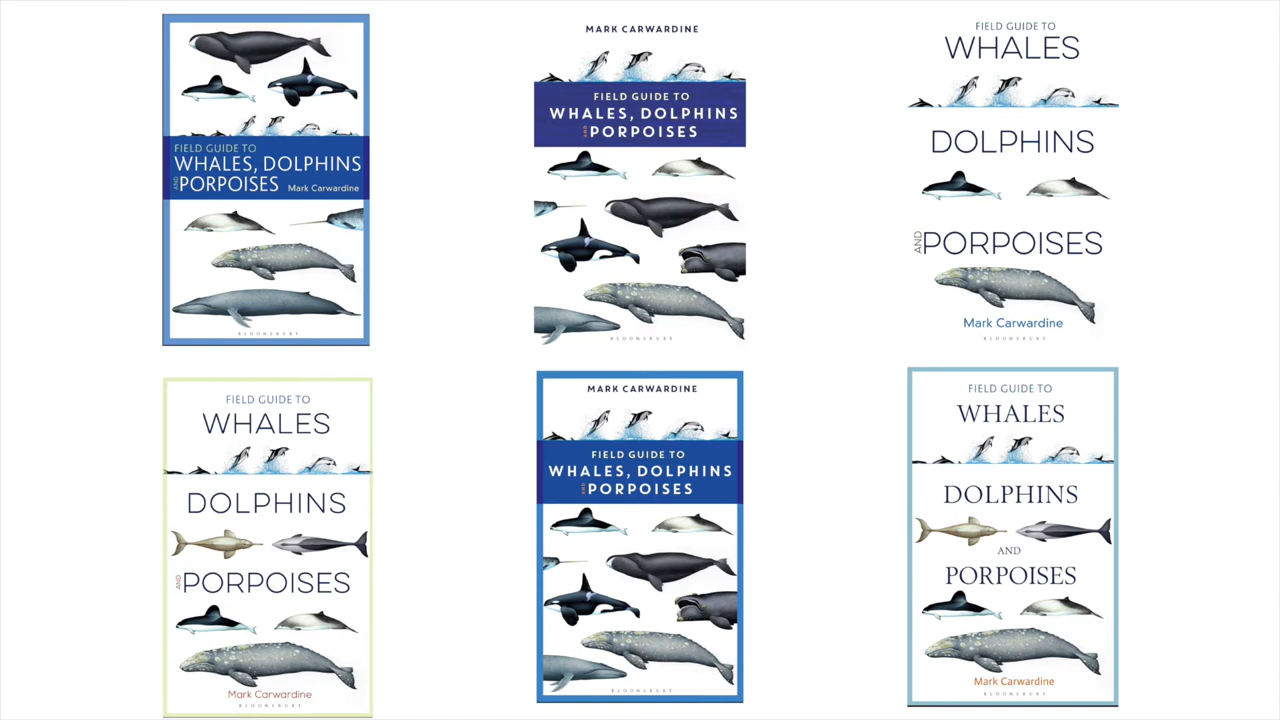 FIELD GUIDE TO
WHALES, DOLPHINS
AND PORPOISES Mark Carwardine
BLOOMSBURY
MARK CARWARDINE
FIELD GUIDE TO
WHALES, DOLPHINS
AND PORPOISES
BLOOMSBURY
FIELD GUIDE TO
WHALES
DOLPHINS
AND PORPOISES
Mark Carwardine
BLOOMSBURY
FIELD GUIDE TO
WHALES
DOLPHINS
AND PORPOISES
Mark Carwardine
BLOOMSBURY
MARK CARWARDINE
FIELD GUIDE TO
WHALES, DOLPHINS
AND PORPOISES
BLOOMSBURY
FIELD GUIDE TO
WHALES
DOLPHINS
AND
PORPOISES
Mark Carwardine
BLOOMSBURY